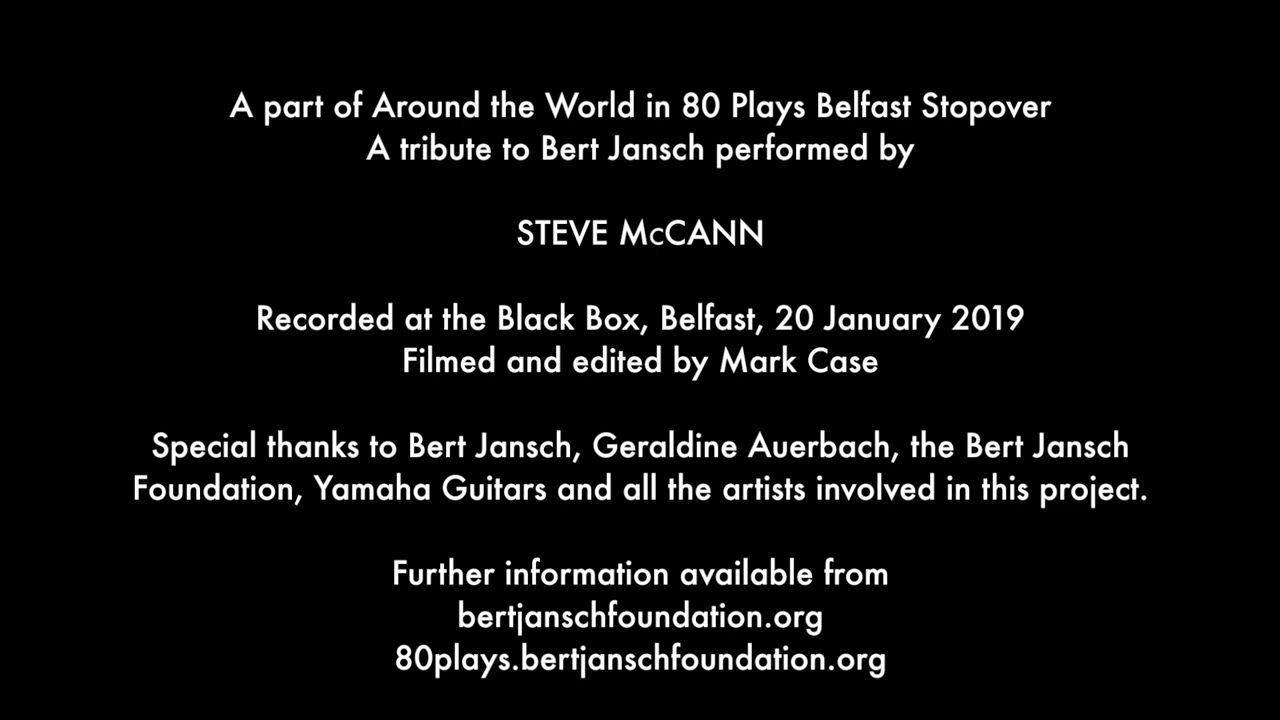 A part of Around the World in 80 Plays Belfast Stopover
A tribute to Bert Jansch performed by
STEVE McCANN
Recorded at the Black Box, Belfast, 20 January 2019
Filmed and edited by Mark Case
Special thanks to Bert Jansch, Geraldine Auerbach, the Bert Jansch
Foundation, Yamaha Guitars and all the artists involved in this project.
Further information available from
bertjanschfoundation.org
80plays.bertjanschfoundation.org